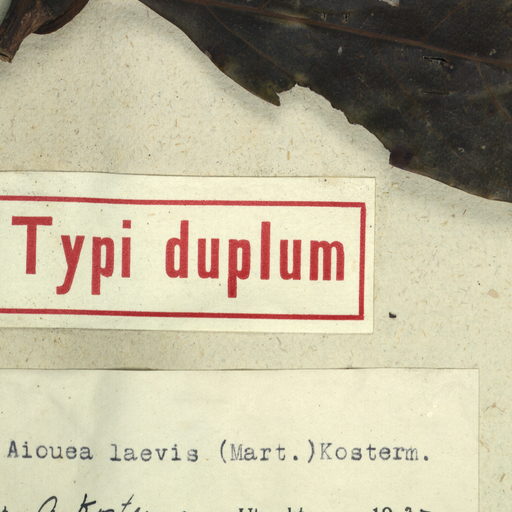 Typi duplum
Aiouea laevis (Mart.)Kosterm.